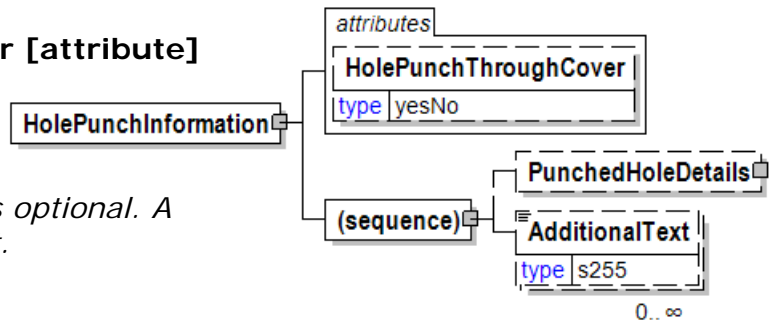 r [attribute]
s optional. A
.
attributes
HolePunchThroughCover
type yesNo
HolePunchInformation
(sequence)
PunchedHoleDetails
AdditionalText
type s255
0.. ∞